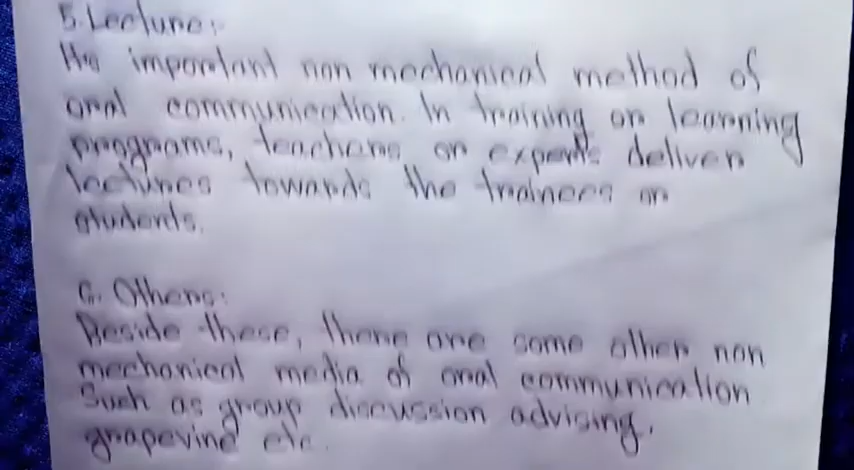 5. Lecture:-
Its important non mechanical method of
oral communication. In training or learning
programs, teachers or experts deliver
lectures towards the trainees or
students.
6. Others:
Beside these, there are some other non
mechanical media of oral communication
Such as group discussion advising,
grapevine etc.